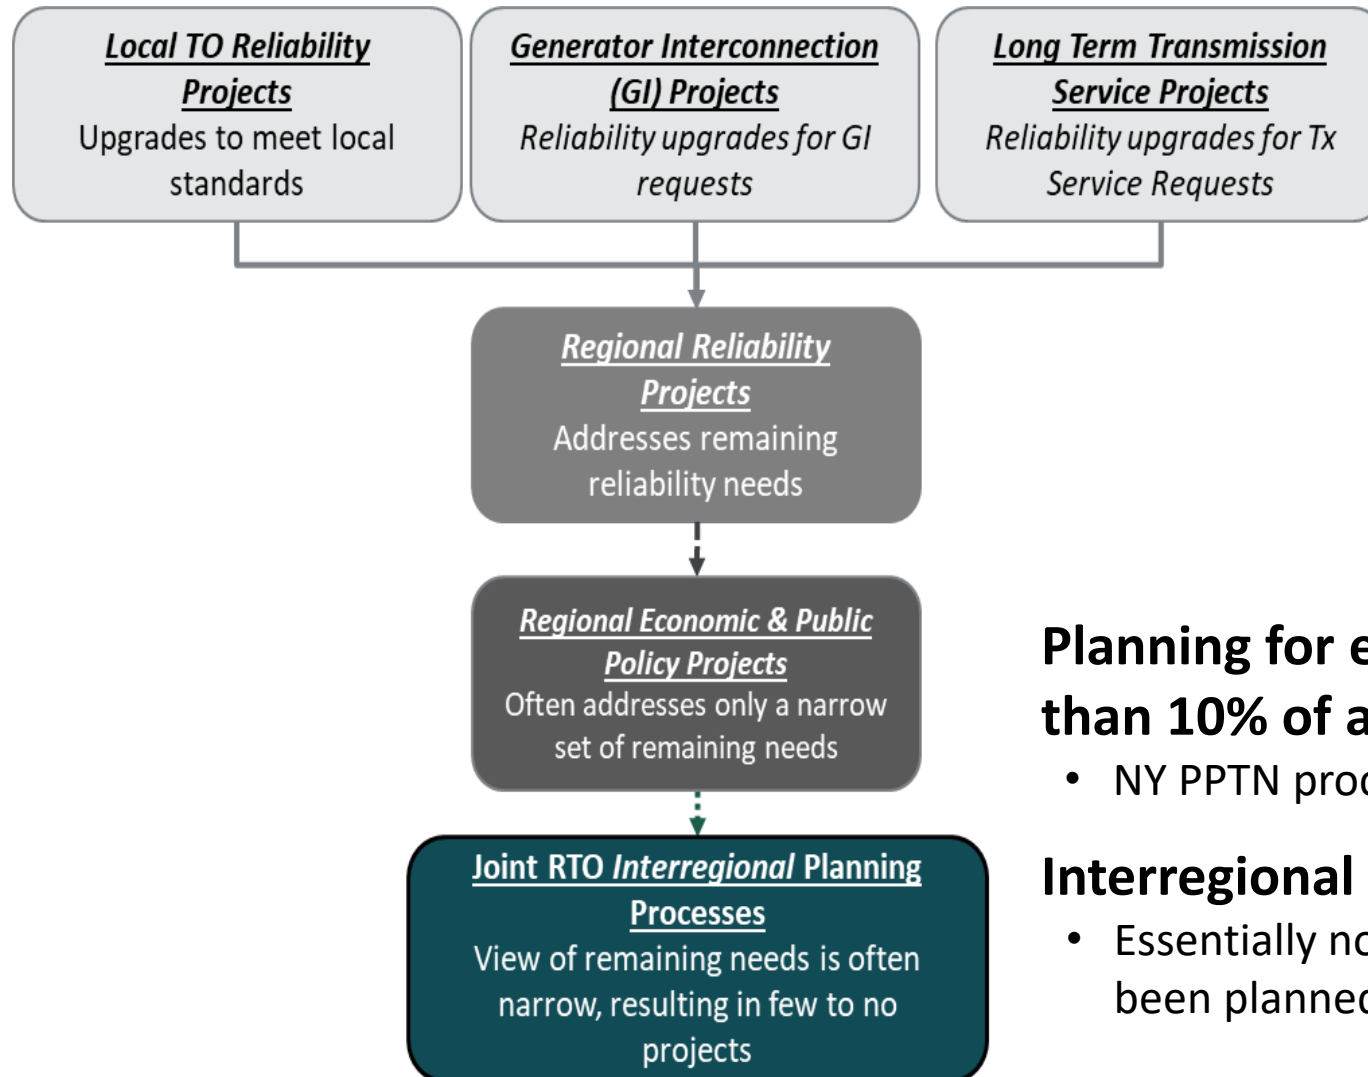 Local TO Reliability
Projects
Upgrades to meet local
standards
Generator Interconnection
(GI) Projects
Reliability upgrades for GI
requests
Long Term Transmission
Service Projects
Reliability upgrades for Tx
Service Requests
Regional Reliability
Projects
Addresses remaining
reliability needs
Regional Economic & Public
Policy Projects
Often addresses only a narrow
set of remaining needs
Joint RTO Interregional Planning
Processes
View of remaining needs is often
narrow, resulting in few to no
projects
Planning for
than 10% of
• NY PPTN
Interregional
• Essentially
been planned